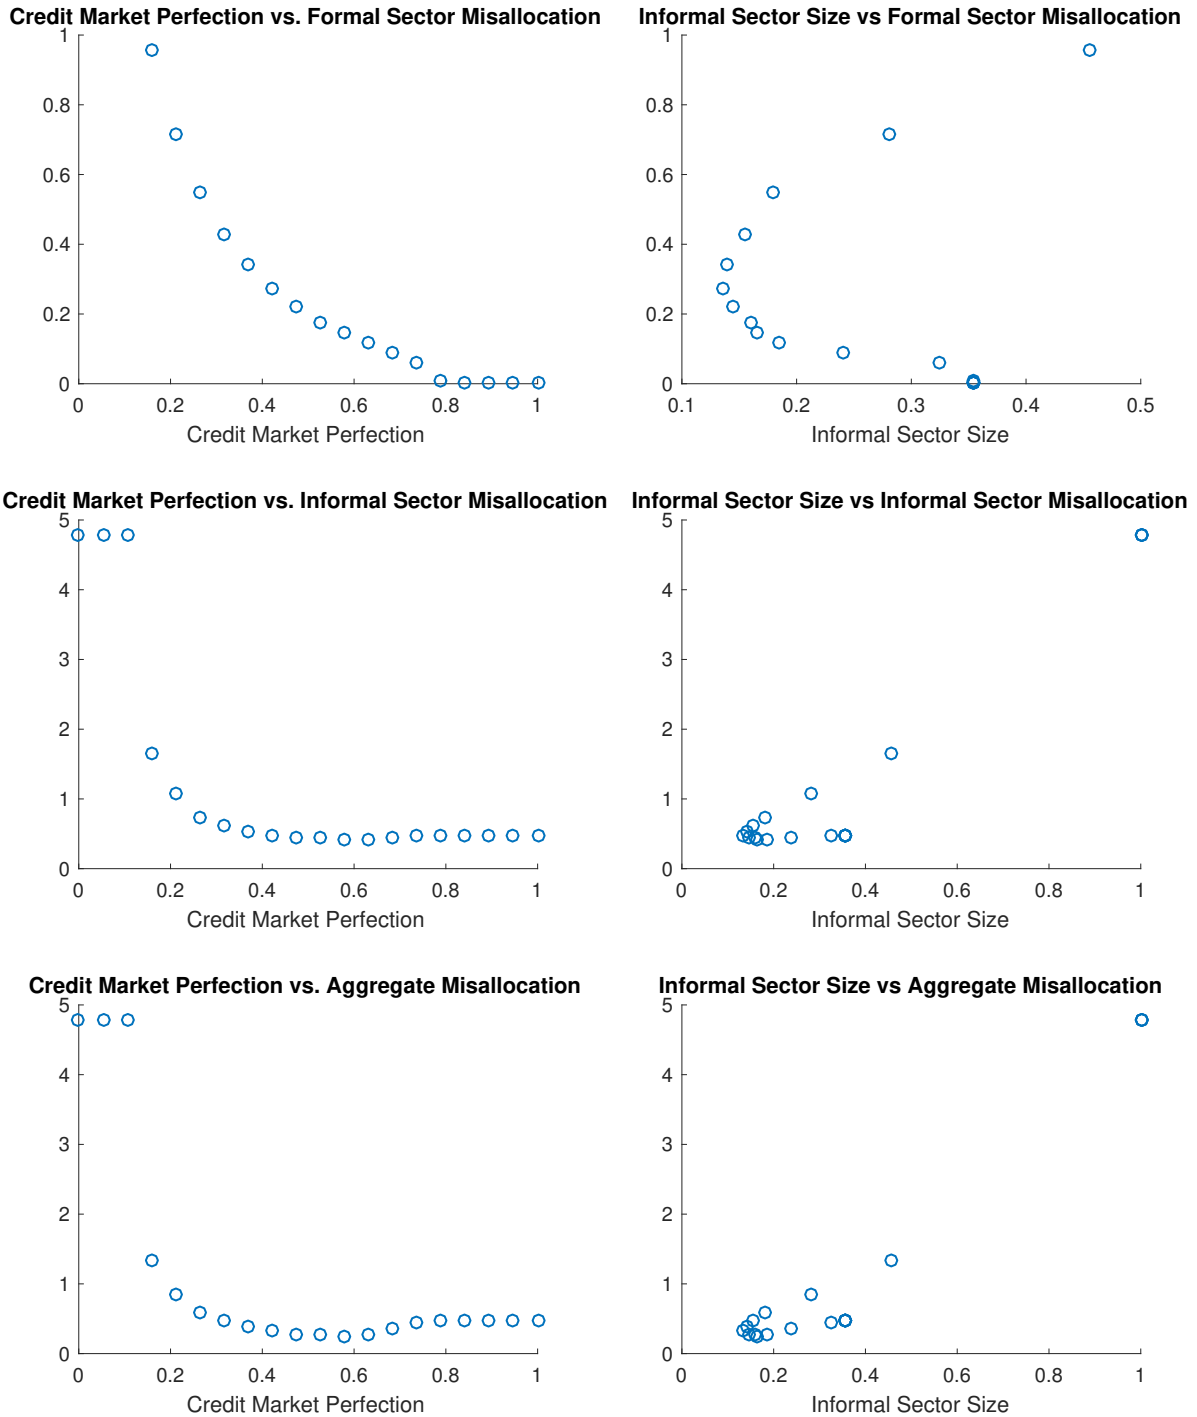 Credit Market Perfection vs. Formal Sector Misallocation
1
0.8
0.6
0.4
0.2
0
0 0.2 0.4 0.6 0.8 1
Credit Market Perfection
Informal Sector Size vs Formal Sector Misallocation
1
0.8
0.6
0.4
0.2
0
0.1 0.2 0.3 0.4 0.5
Informal Sector Size
Credit Market Perfection vs. Informal Sector Misallocation
5
4
3
2
1
0
0 0.2 0.4 0.6 0.8 1
Credit Market Perfection
Informal Sector Size vs Informal Sector Misallocation
5
4
3
2
1
0
0 0.2 0.4 0.6 0.8 1
Informal Sector Size
Credit Market Perfection vs. Aggregate Misallocation
5
4
3
2
1
0
0 0.2 0.4 0.6 0.8 1
Credit Market Perfection
Informal Sector Size vs Aggregate Misallocation
5
4
3
2
1
0
0 0.2 0.4 0.6 0.8 1
Informal Sector Size